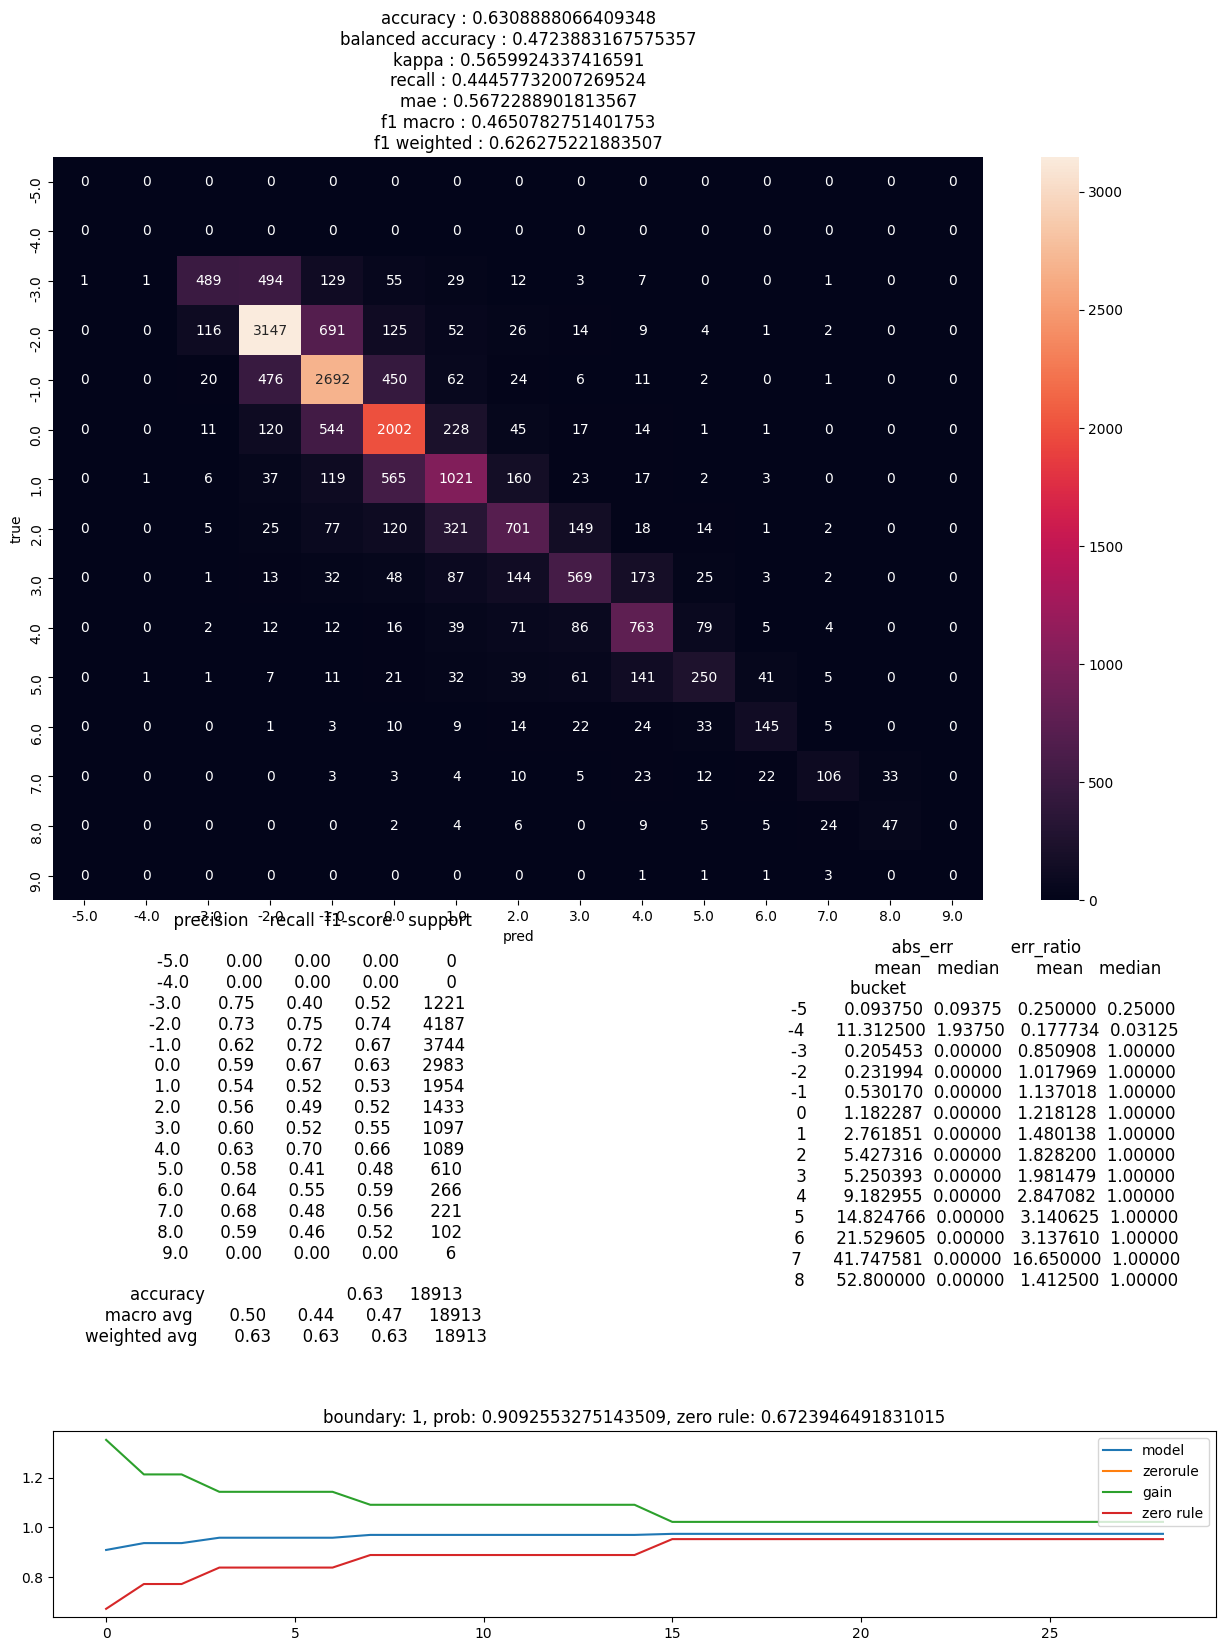 accuracy : 0.6308888066409348
balanced accuracy : 0.4723883167575357
kappa : 0.5659924337416591
recall : 0.44457732007269524
mae : 0.5672288901813567
f1 macro : 0.4650782751401753
f1 weighted : 0.626275221883507
-5.0 0 0 0 0 0 0 0 0 0 0 0 0 0 0 0
-4.0 0 0 0 0 0 0 0 0 0 0 0 0 0 0 0
-3.0 1 1 489 494 129 55 29 12 3 7 0 0 1 0 0
-2.0 0 0 116 3147 691 125 52 26 14 9 4 1 2 0 0
-1.0 0 0 20 476 2692 450 62 24 6 11 2 0 1 0 0
0.0 0 0 11 120 544 2002 228 45 17 14 1 1 0 0 0
1.0 0 1 6 37 119 565 1021 160 23 17 2 3 0 0 0
2.0 0 0 5 25 77 120 321 701 149 18 14 1 2 0 0
3.0 0 0 1 13 32 48 87 144 569 173 25 3 2 0 0
4.0 0 0 2 12 12 16 39 71 86 763 79 5 4 0 0
5.0 0 1 1 7 11 21 32 39 61 141 250 41 5 0 0
6.0 0 0 0 1 3 10 9 14 22 24 33 145 5 0 0
7.0 0 0 0 0 3 3 4 10 5 23 12 22 106 33 0
8.0 0 0 0 0 0 2 4 6 0 9 5 5 24 47 0
9.0 0 0 0 0 0 0 0 0 0 1 1 1 3 0 0
true
-5.0 -4.0 -3.0 -2.0 -1.0 0.0 1.0 2.0 3.0 4.0 5.0 6.0 7.0 8.0 9.0
pred
3000
2500
2000
1500
1000
500
0
precision recall f1-score support
-5.0 0.00 0.00 0.00 0
-4.0 0.00 0.00 0.00 0
-3.0 0.75 0.40 0.52 1221
-2.0 0.73 0.75 0.74 4187
-1.0 0.62 0.72 0.67 3744
0.0 0.59 0.67 0.63 2983
1.0 0.54 0.52 0.53 1954
2.0 0.56 0.49 0.52 1433
3.0 0.60 0.52 0.55 1097
4.0 0.63 0.70 0.66 1089
5.0 0.58 0.41 0.48 610
6.0 0.64 0.55 0.59 266
7.0 0.68 0.48 0.56 221
8.0 0.59 0.46 0.52 102
9.0 0.00 0.00 0.00 6
accuracy 0.63 18913
macro avg 0.50 0.44 0.47 18913
weighted avg 0.63 0.63 0.63 18913
abs_err err_ratio
mean median mean median
bucket
-5 0.093750 0.09375 0.250000 0.25000
-4 11.312500 1.93750 0.177734 0.03125
-3 0.205453 0.00000 0.850908 1.00000
-2 0.231994 0.00000 1.017969 1.00000
-1 0.530170 0.00000 1.137018 1.00000
0 1.182287 0.00000 1.218128 1.00000
1 2.761851 0.00000 1.480138 1.00000
2 5.427316 0.00000 1.828200 1.00000
3 5.250393 0.00000 1.981479 1.00000
4 9.182955 0.00000 2.847082 1.00000
5 14.824766 0.00000 3.140625 1.00000
6 21.529605 0.00000 3.137610 1.00000
7 41.747581 0.00000 16.650000 1.00000
8 52.800000 0.00000 1.412500 1.00000
boundary: 1, prob: 0.9092553275143509, zero rule: 0.6723946491831015
1.2
1.0
0.8
model
zerorule
gain
zero rule
0 5 10 15 20 25